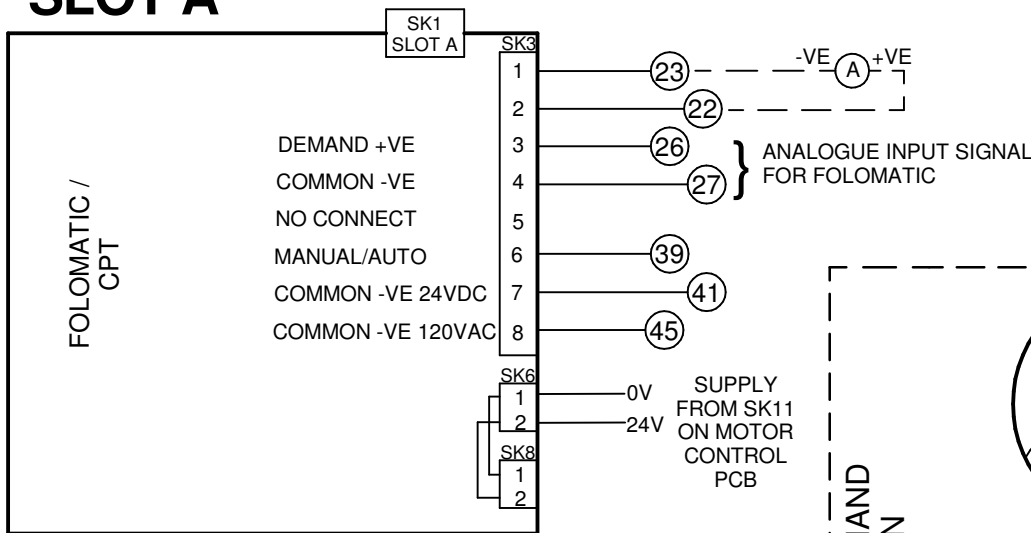 SLOT A
SK1
SLOT A
SK3
1
23
-VE
A
+VE
2
22
DEMAND +VE
3
26
ANALOGUE INPUT SIGNAL
FOR FOLOMATIC
COMMON -VE
4
27
NO CONNECT
5
MANUAL/AUTO
6
39
COMMON -VE 24VDC
7
41
COMMON -VE 120VAC
8
45
FOLOMATIC /
CPT
SK6
1
0V
2
24V
SUPPLY
FROM SK11
ON MOTOR
CONTROL
PCB
SK8
1
2